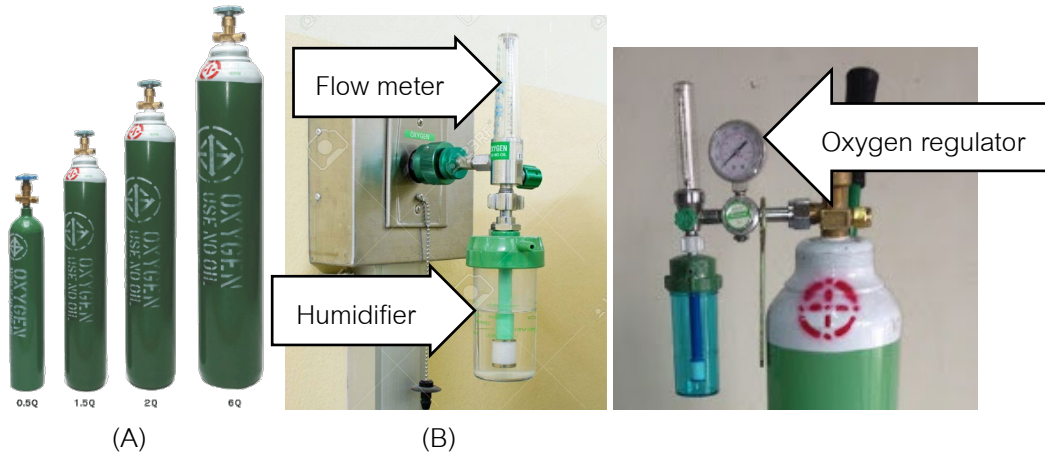 OXYGEN
OXYGEN
USE NO OIL
OXYGEN
USE NO OIL
OXYGEN
USE NO OIL
0.5Q
1.5Q
2Q
6Q
(A)
Flow meter
OXYGEN
OXYGEN
Humidifier
(B)
Oxygen regulator